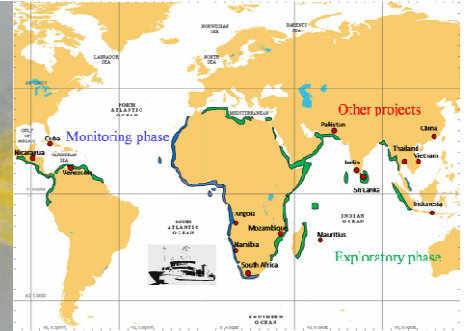 NORWEGIAN
SEA
BARENTS
SEA
LABRADOR
SEA
NORTH
SEA
NORTH
ATLANTIC
OCEAN
MEDITERRANEAN
Other projects
GULF
OF
MEXICO
Cuba
Monitoring phase
Pakistan
China
Nicaragua
CARIBBEAN
SEA
Venezuela
India
Thailand
Vietnam
Sri Lanka
Indonesia
Angola
SOUTH
ATLANTIC
OCEAN
Mozambique
INDIAN
OCEAN
Mauritius
Namibia
Exploratory phase
South Africa
SOUTHERN
OCEAN